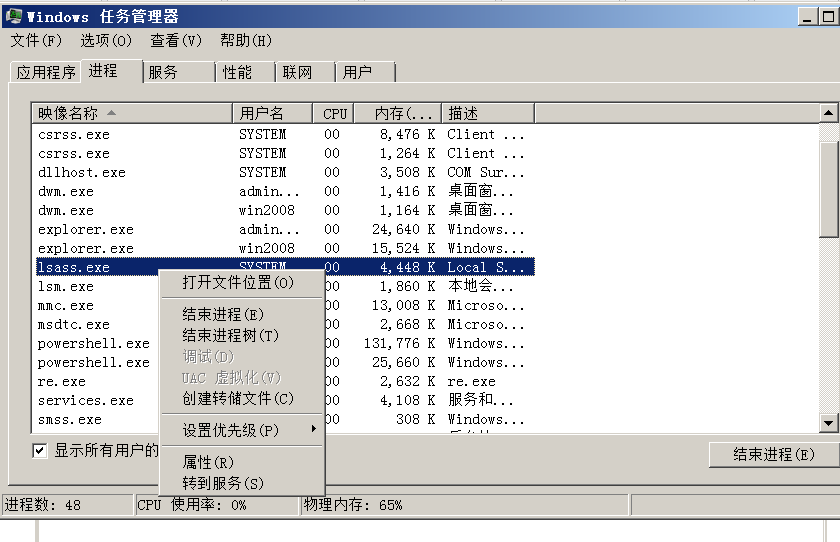 Windows 任务管理器
文件(F) 选项(O) 查看(V) 帮助(H)
应用程序 进程 服务 性能 联网 用户
映像名称 用户名 CPU 内存(... 描述
csrss.exe SYSTEM 00 8,476 K Client ...
csrss.exe SYSTEM 00 1,264 K Client ...
dllhost.exe SYSTEM 00 3,508 K COM Sur...
dwm.exe admin... 00 1,416 K 桌面窗...
dwm.exe win2008 00 1,164 K 桌面窗...
explorer.exe admin... 00 24,640 K Windows...
explorer.exe win2008 00 15,524 K Windows...
lsass.exe SYSTEM 00 4,448 K Local S...
lsm.exe 00 1,860 K 本地会...
mmc.exe 00 13,008 K Microso...
msdtc.exe 00 2,668 K Microso...
powershell.exe 00 131,776 K Windows...
powershell.exe 00 25,660 K Windows...
re.exe 00 2,632 K re.exe
services.exe 00 4,108 K 服务和...
smss.exe 00 308 K Windows...
打开文件位置(O)
结束进程(E)
结束进程树(T)
调试(D)
UAC 虚拟化(V)
创建转储文件(C)
设置优先级(P)
属性(R)
转到服务(S)
显示所有用户的
结束进程(E)
进程数: 48 CPU 使用率: 0% 物理内存: 65%